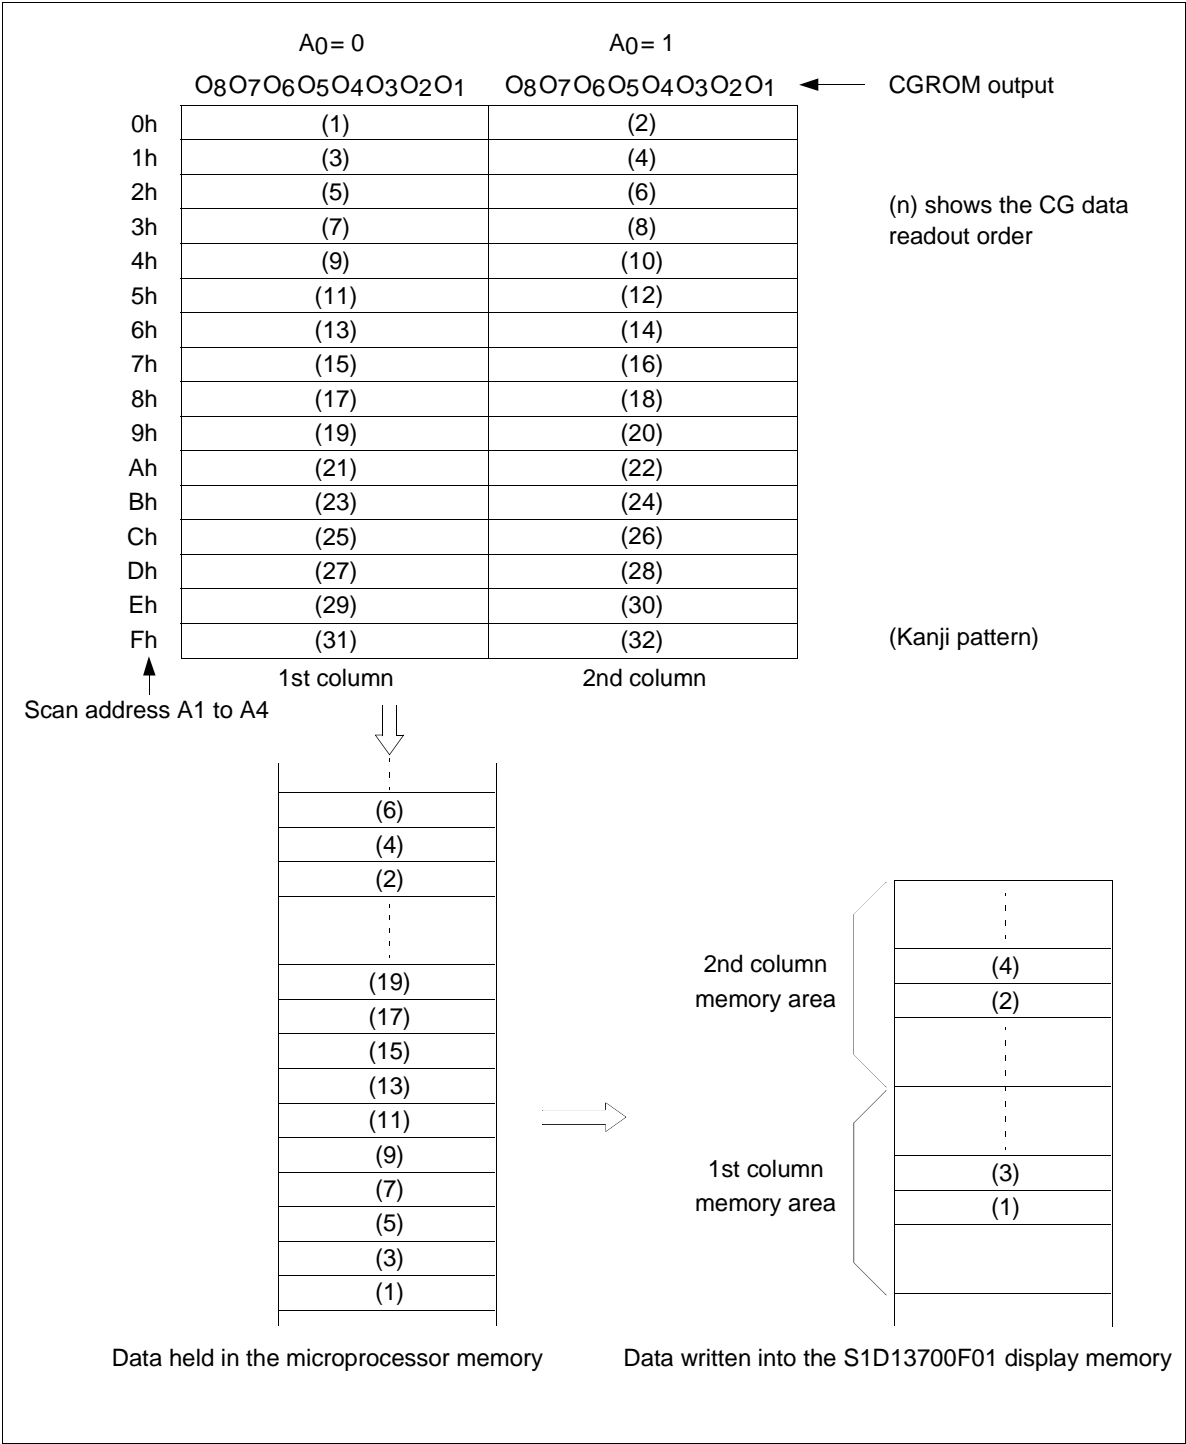 A0 = 0 A0 = 1
O8O7O6O5O4O3O2O1 O8O7O6O5O4O3O2O1 CGROM output
0h (1) (2)
1h (3) (4)
2h (5) (6)
(n) shows the CG data
3h (7) (8)
readout order
4h (9) (10)
5h (11) (12)
6h (13) (14)
7h (15) (16)
8h (17) (18)
9h (19) (20)
Ah (21) (22)
Bh (23) (24)
Ch (25) (26)
Dh (27) (28)
Eh (29) (30)
Fh (31) (32) (Kanji pattern)
1st column 2nd column
Scan address A1 to A4
(6)
(4)
(2)
(19)
(17)
(15)
(13)
(11)
(9)
(7)
(5)
(3)
(1)
Data held in the microprocessor memory
2nd column
memory area
(4)
(2)
1st column
memory area
(3)
(1)
Data written into the S1D13700F01 display memory